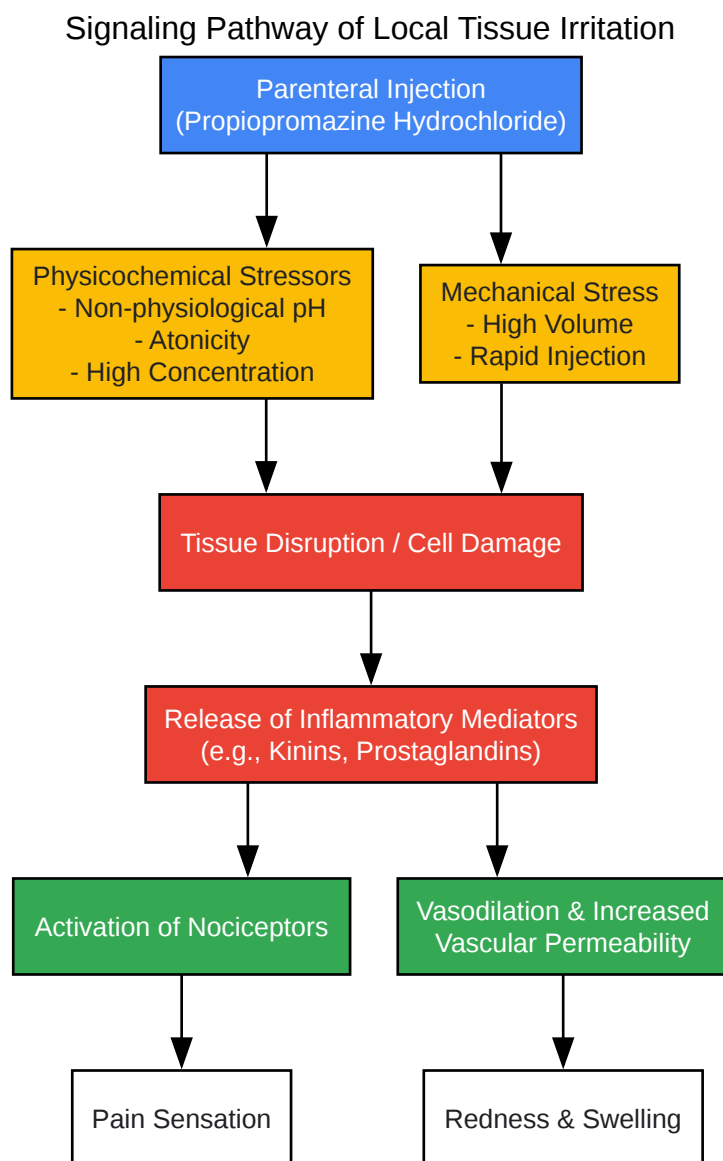 Signaling Pathway of Local Tissue Irritation
Parenteral Injection
(Propiopromazine Hydrochloride)
Physicochemical Stressors
- Non-physiological pH
- Atonicity
- High Concentration
Mechanical Stress
- High Volume
- Rapid Injection
Tissue Disruption / Cell Damage
Release of Inflammatory Mediators
(e.g., Kinins, Prostaglandins)
Activation of Nociceptors
Vasodilation & Increased
Vascular Permeability
Pain Sensation
Redness & Swelling